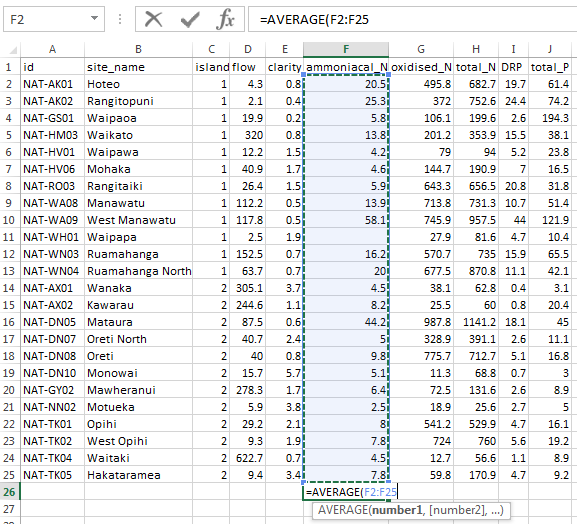 F2 fx =AVERAGE(F2:F25
A B C D E F G H I J
1 id site_name island flow clarity ammoniacal_N oxidised_N total_N DRP total_P
2 NAT-AK01 Hoteo 1 4.3 0.8 20.5 495.8 682.7 19.7 61.4
3 NAT-AK02 Rangitopuni 1 2.1 0.4 25.3 372 752.6 24.4 74.2
4 NAT-GS01 Waipaoa 1 19.9 0.2 5.8 106.1 199.6 2.6 194.3
5 NAT-HM03 Waikato 1 320 0.8 13.8 201.2 353.9 15.5 38.1
6 NAT-HV01 Waipawa 1 12.2 1.5 4.2 79 94 5.2 23.8
7 NAT-HV06 Mohaka 1 40.9 1.7 4.6 144.7 190.9 7 16.5
8 NAT-RO03 Rangitaiki 1 26.4 1.5 5.9 643.3 656.5 20.8 31.8
9 NAT-WA08 Manawatu 1 112.2 0.5 13.9 713.8 731.3 10.7 51.4
10 NAT-WA09 West Manawatu 1 117.8 0.5 58.1 745.9 957.5 44 121.9
11 NAT-WH01 Waipapa 1 2.5 1.9 27.9 81.6 4.7 10.4
12 NAT-WN03 Ruamahanga 1 152.5 0.7 16.2 570.7 735 15.9 65.5
13 NAT-WN04 Ruamahanga North 1 63.7 0.7 20 677.5 870.8 11.1 42.1
14 NAT-AX01 Wanaka 2 305.1 3.7 4.5 38.1 62.8 0.4 3.1
15 NAT-AX02 Kawarau 2 244.6 1.1 8.2 25.5 60 0.8 20.4
16 NAT-DN05 Mataura 2 87.5 0.6 44.2 987.8 1141.2 18.1 45
17 NAT-DN07 Oreti North 2 40.7 2.4 5 328.9 391.1 2.6 11.1
18 NAT-DN08 Oreti 2 40 0.8 9.8 775.7 712.7 5.1 16.8
19 NAT-DN10 Monowai 2 15.7 5.7 5.1 11.3 68.8 0.7 3
20 NAT-GY02 Mawheranui 2 278.3 1.7 6.4 72.5 131.6 2.6 8.9
21 NAT-NN02 Motueka 2 5.9 3.8 2.5 18.9 25.6 2.7 5
22 NAT-TK01 Opihi 2 29.2 2.1 8 541.2 529.9 4.7 16.1
23 NAT-TK02 West Opihi 2 9.3 1.9 7.8 724 760 5.6 19.2
24 NAT-TK04 Waitaki 2 622.7 0.7 4.5 12.7 56.6 1.1 8.9
25 NAT-TK05 Hakataramea 2 9.4 3.4 7.8 59.8 170.9 4.7 9.2
26 =AVERAGE(F2:F25
27 AVERAGE(number1, [number2], ...)
28